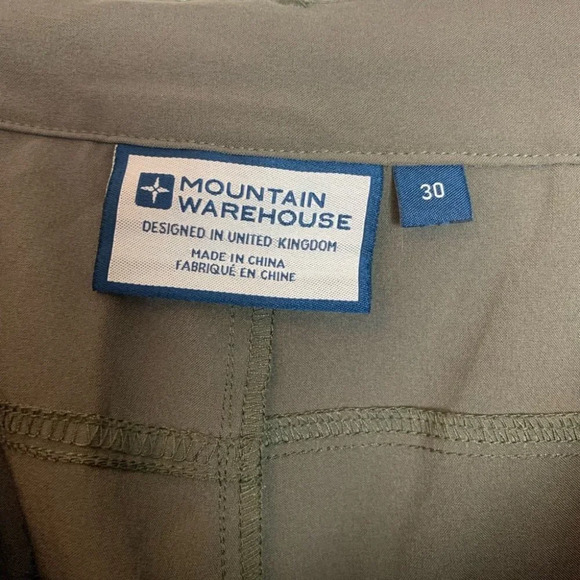 MOUNTAIN
WAREHOUSE
DESIGNED IN UNITED KINGDOM
MADE IN CHINA
FABRIQUÉ EN CHINE
30